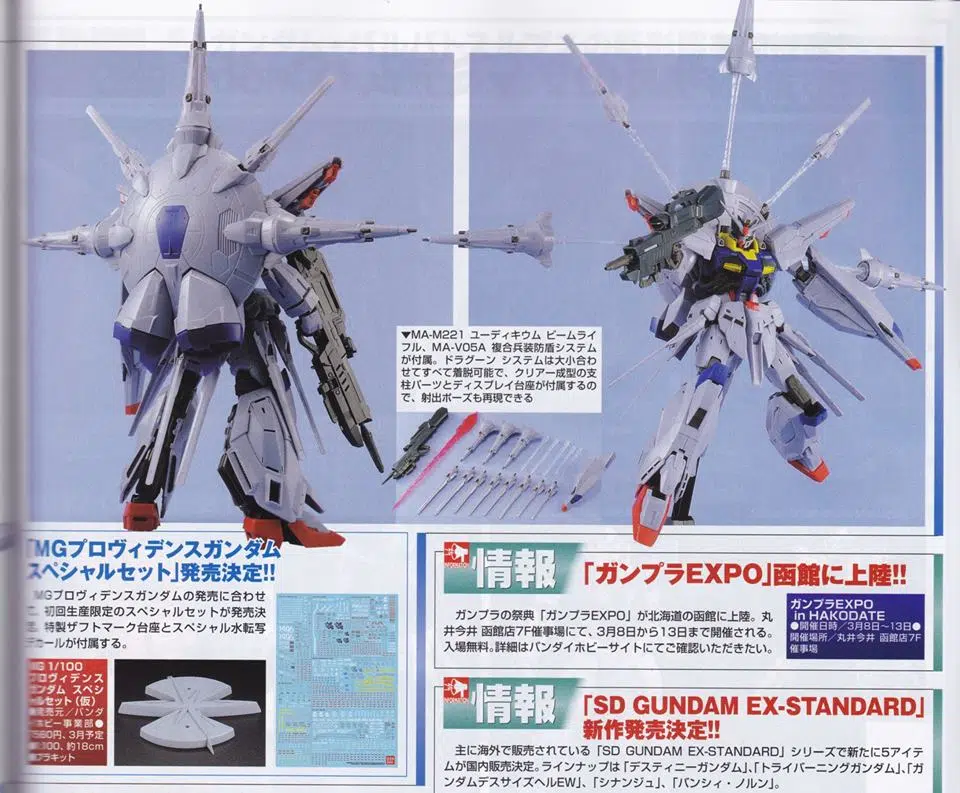 ▼MA-M221 ユーディキウム ビームライ
フル、MA-V05A 複合兵装防盾システム
が付属。ドラグーン システムは大小合わ
せてすべて着脱可能で、クリアー成型の支
柱パーツとディスプレイ台座が付属するの
で、射出ポーズも再現できる
「MGプロヴィデンスガンダム
スペシャルセット」発売決定!!
MGプロヴィデンスガンダムの発売に合わせ
て、初回生産限定のスペシャルセットが発売決
定。特製ザフトマーク台座とスペシャル水転写
デカールが付属する。
MG 1/100
プロヴィデンス
ガンダム スペシ
ャルセット(仮)
発売元/バンダ
イホビー事業部●
7560円、3月予定
、約18cm
プラキット
INFORMATION
情報
「ガンプラEXPO」函館に上陸!!
ガンプラの祭典「ガンプラEXPO」が北海道の函館に上陸。丸
井今井 函館店7F催事場にて、3月8日から13日まで開催される。
入場無料。詳細はバンダイホビーサイトにてご確認いただきたい。
ガンプラEXPO
in HAKODATE
●開催日時/3月8日~13日●
開催場所/丸井今井 函館店7F
催事場
INFORMATION
情報
「SD GUNDAM EX-STANDARD」
新作発売決定!!
主に海外で販売されている「SD GUNDAM EX-STANDARD」シリーズで新たに5アイテ
ムが国内販売決定。ラインナップは「デスティニーガンダム」、「トライバーニングガンダム」、「ガ
ンダムデスサイズヘルEW」、「シナンジュ」、「バンシィ・ノルン」。